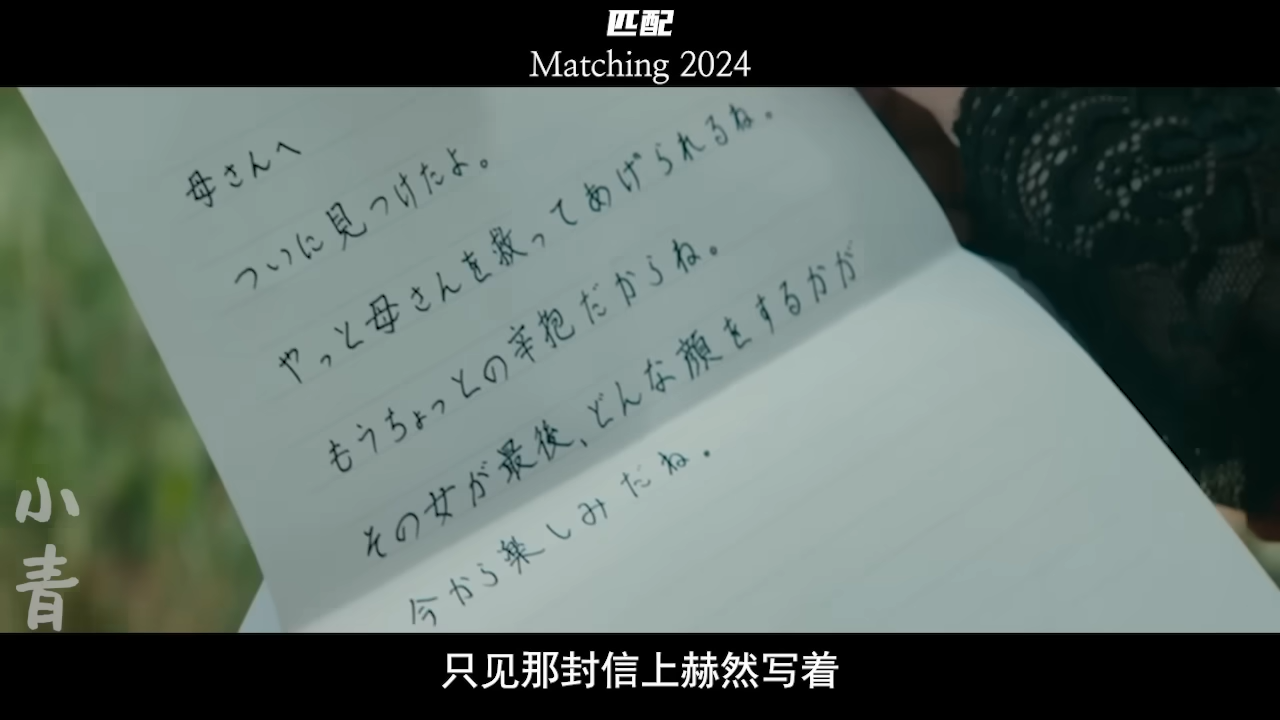 匹配
Matching 2024
母さんへ
ついに見つけたよ。
やっと母さんを救ってあげられるね。
もうちょっとの辛抱だからね。
その女が最後、どんな顔をするかが
今から楽しみだね。
小青
只见那封信上赫然写着